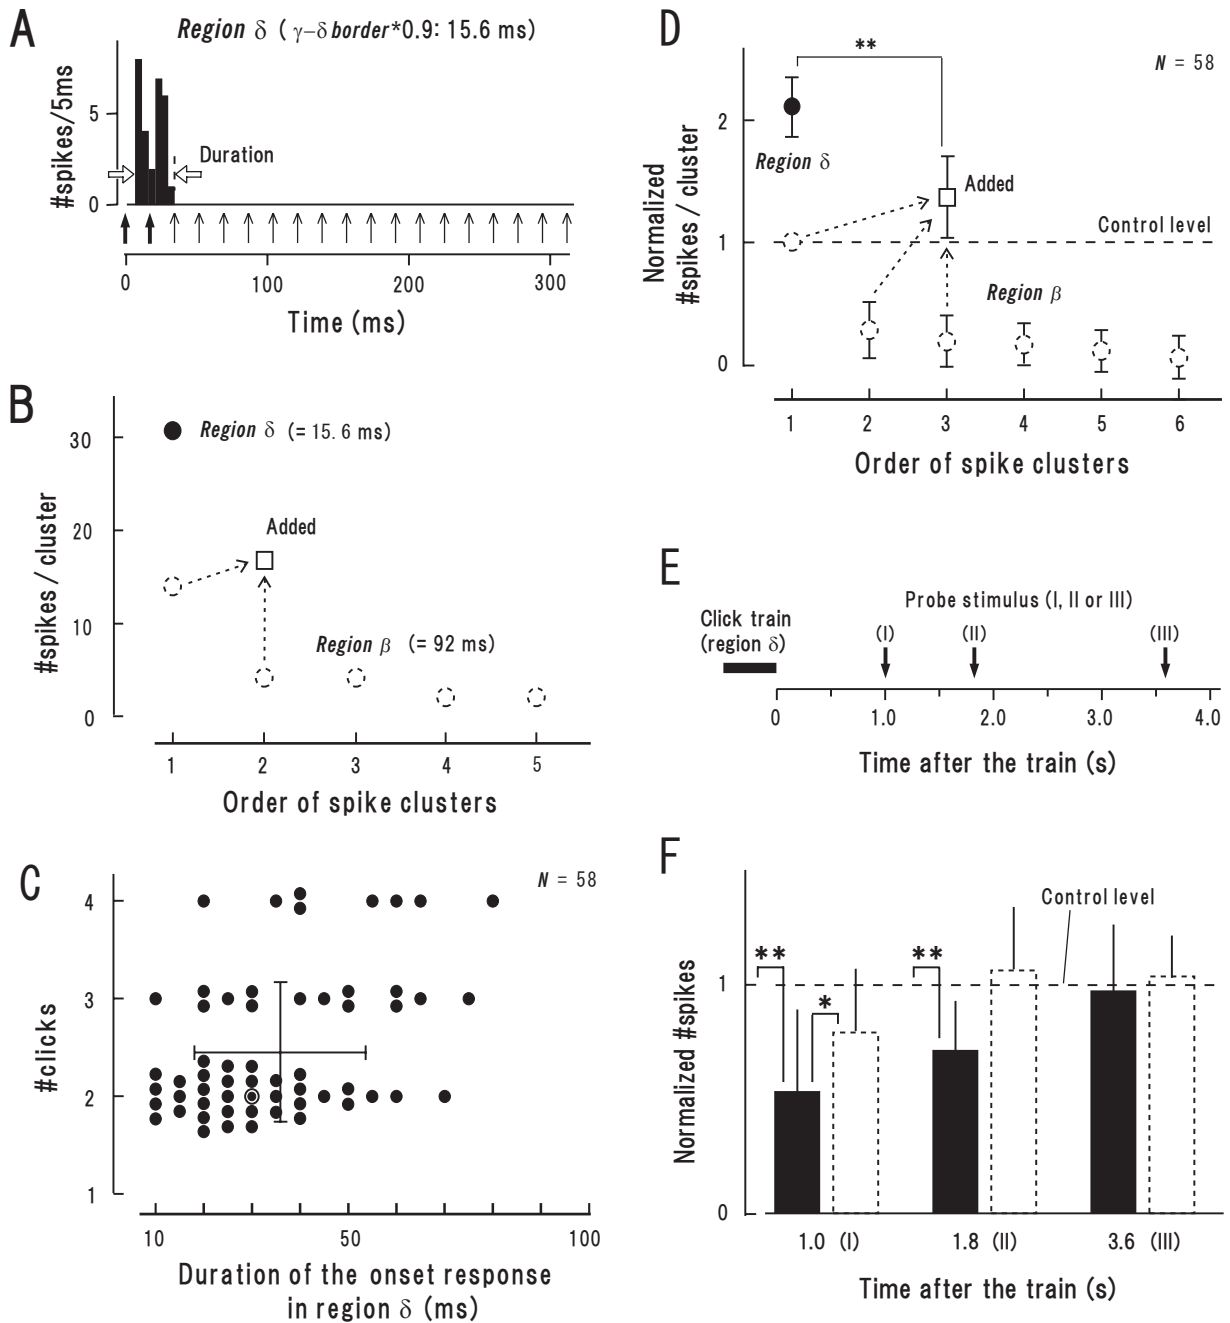 A
Region δ ( γ–δ border*0.9: 15.6 ms)
#spikes/5ms
5
0
Duration
0 100 200 300
Time (ms)
B
#spikes / cluster
30
20
10
0
Region δ (= 15. 6 ms)
Added
Region β (= 92 ms)
1 2 3 4 5
Order of spike clusters
C
N = 58
#clicks
4
3
2
1
10 50 100
Duration of the onset response
in region δ (ms)
D
**
N = 58
Normalized
#spikes / cluster
2
1
0
Region δ
Added
Control level
Region β
1 2 3 4 5 6
Order of spike clusters
E
Probe stimulus (I, II or III)
Click train
(region δ)
(I) (II) (III)
0 1.0 2.0 3.0 4.0
Time after the train (s)
F
Control level
Normalized #spikes
** * **
1
0
1.0 (I) 1.8 (II) 3.6 (III)
Time after the train (s)